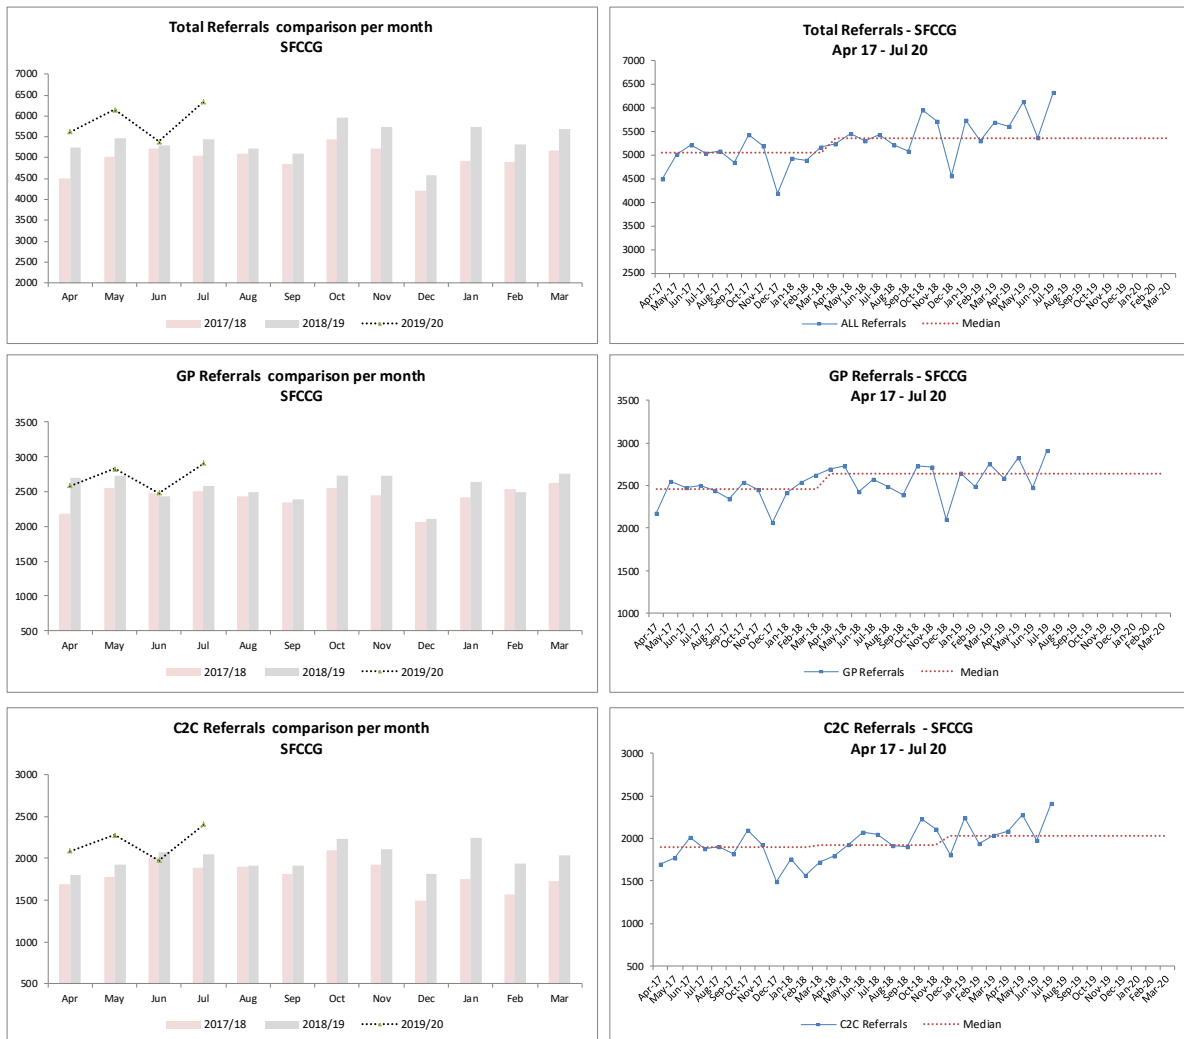 Total Referrals  comparison per month
SFCCG
7000
6500
6000
5500
5000
4500
4000
3500
3000
2500
2000
Apr May Jun Jul Aug Sep Oct Nov Dec Jan Feb Mar
2017/18 2018/19 2019/20
Total Referrals - SFCCG
Apr 17 - Jul 20
7000
6500
6000
5500
5000
4500
4000
3500
3000
2500
Apr-17 May-17 Jun-17 Jul-17 Aug-17 Sep-17 Oct-17 Nov-17 Dec-17 Jan-18 Feb-18 Mar-18 Apr-18 May-18 Jun-18 Jul-18 Aug-18 Sep-18 Oct-18 Nov-18 Dec-18 Jan-19 Feb-19 Mar-19 Apr-19 May-19 Jun-19 Jul-19 Aug-19 Sep-19 Oct-19 Nov-19 Dec-19 Jan-20 Feb-20 Mar-20
ALL Referrals Median
GP Referrals  comparison per month
SFCCG
3500
3000
2500
2000
1500
1000
500
Apr May Jun Jul Aug Sep Oct Nov Dec Jan Feb Mar
2017/18 2018/19 2019/20
GP Referrals - SFCCG
Apr 17 - Jul 20
3500
3000
2500
2000
1500
1000
Apr-17 May-17 Jun-17 Jul-17 Aug-17 Sep-17 Oct-17 Nov-17 Dec-17 Jan-18 Feb-18 Mar-18 Apr-18 May-18 Jun-18 Jul-18 Aug-18 Sep-18 Oct-18 Nov-18 Dec-18 Jan-19 Feb-19 Mar-19 Apr-19 May-19 Jun-19 Jul-19 Aug-19 Sep-19 Oct-19 Nov-19 Dec-19 Jan-20 Feb-20 Mar-20
GP Referrals Median
C2C Referrals  comparison per month
SFCCG
3000
2500
2000
1500
1000
500
Apr May Jun Jul Aug Sep Oct Nov Dec Jan Feb Mar
2017/18 2018/19 2019/20
C2C Referrals  - SFCCG
Apr 17 - Jul 20
3000
2500
2000
1500
1000
500
Apr-17 May-17 Jun-17 Jul-17 Aug-17 Sep-17 Oct-17 Nov-17 Dec-17 Jan-18 Feb-18 Mar-18 Apr-18 May-18 Jun-18 Jul-18 Aug-18 Sep-18 Oct-18 Nov-18 Dec-18 Jan-19 Feb-19 Mar-19 Apr-19 May-19 Jun-19 Jul-19 Aug-19 Sep-19 Oct-19 Nov-19 Dec-19 Jan-20 Feb-20 Mar-20
C2C Referrals Median